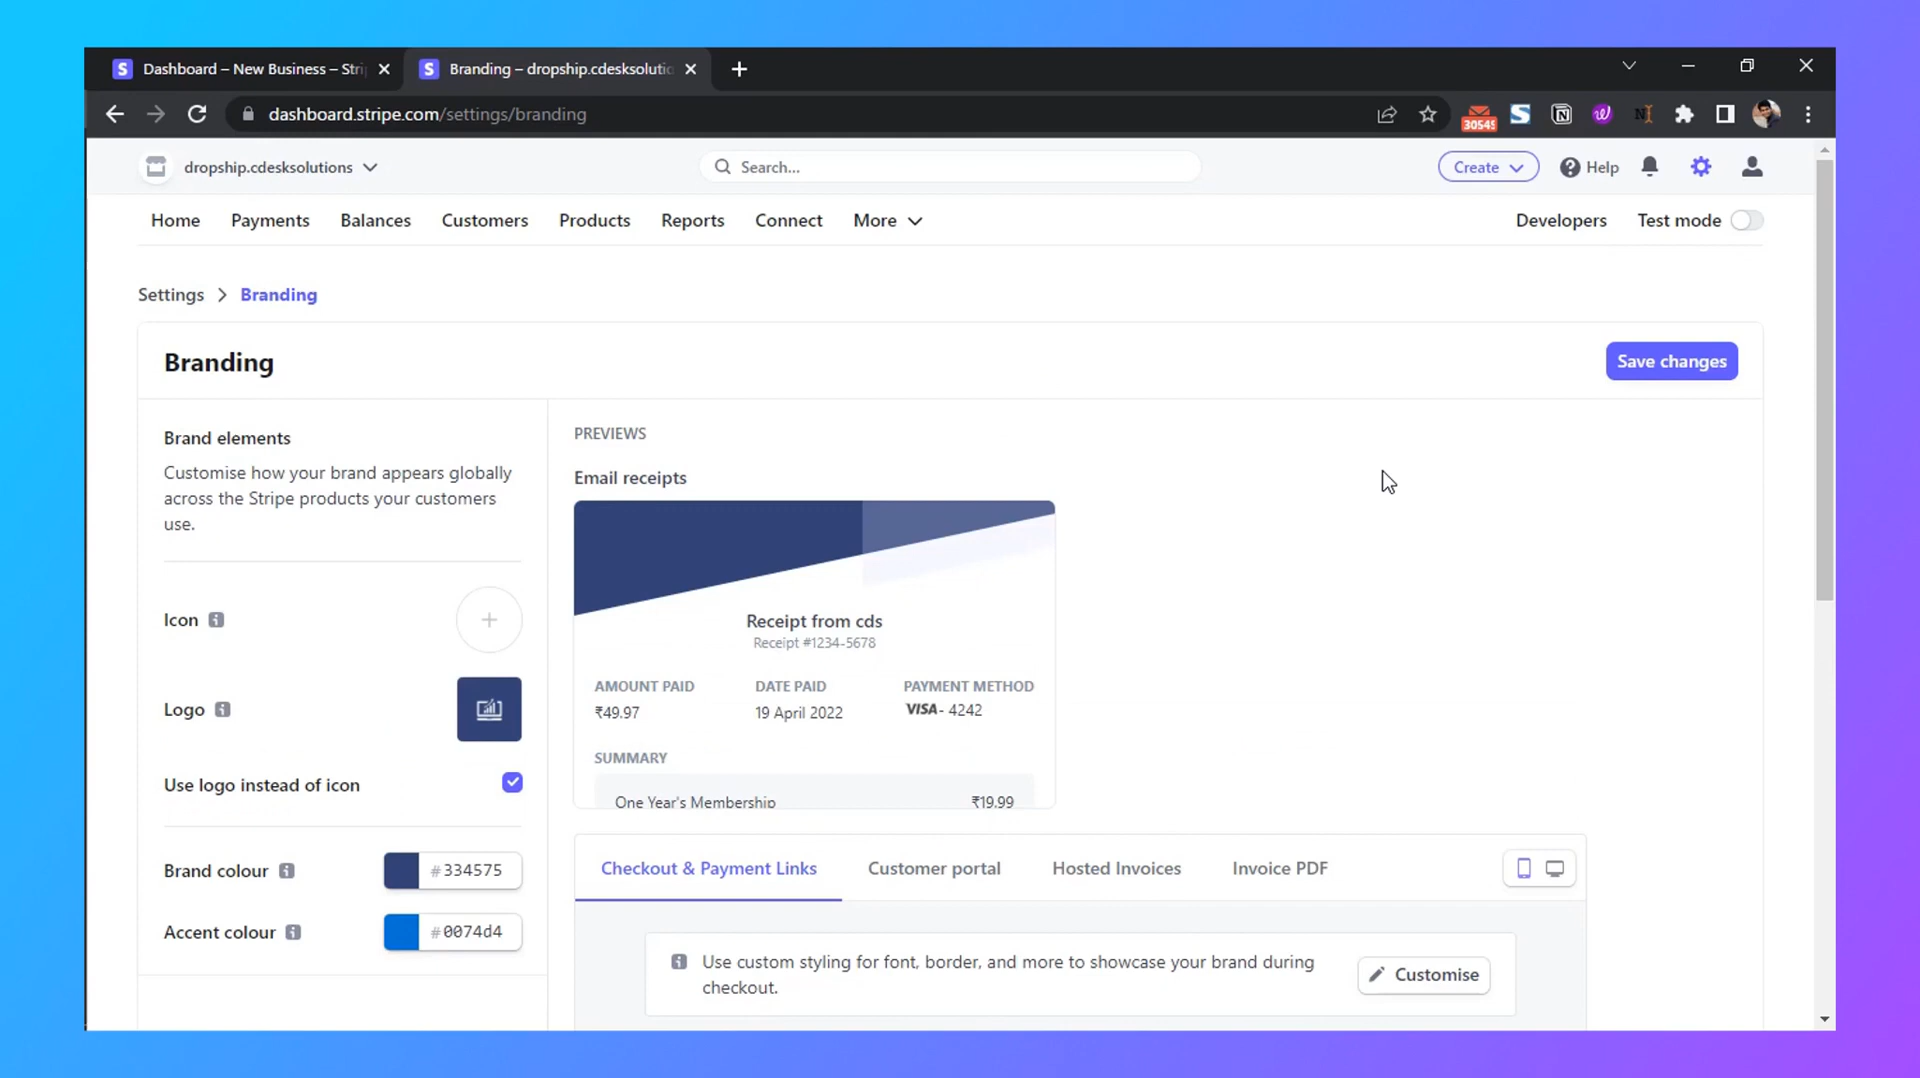 Dashboard – New Business – Stri
Branding – dropship.cdesksolutio
dashboard.stripe.com/settings/branding
30545
dropship.cdesksolutions
Search...
Create
Help
Home
Payments
Balances
Customers
Products
Reports
Connect
More
Developers
Test mode
Settings
Branding
Branding
Save changes
Brand elements
Customise how your brand appears globally
across the Stripe products your customers
use.
Icon
Logo
Use logo instead of icon
Brand colour
#334575
Accent colour
#0074d4
PREVIEWS
Email receipts
Receipt from cds
Receipt #1234-5678
AMOUNT PAID
₹49.97
DATE PAID
19 April 2022
PAYMENT METHOD
VISA - 4242
SUMMARY
One Year's Membership
₹19.99
Checkout & Payment Links
Customer portal
Hosted Invoices
Invoice PDF
Use custom styling for font, border, and more to showcase your brand during
checkout.
Customise